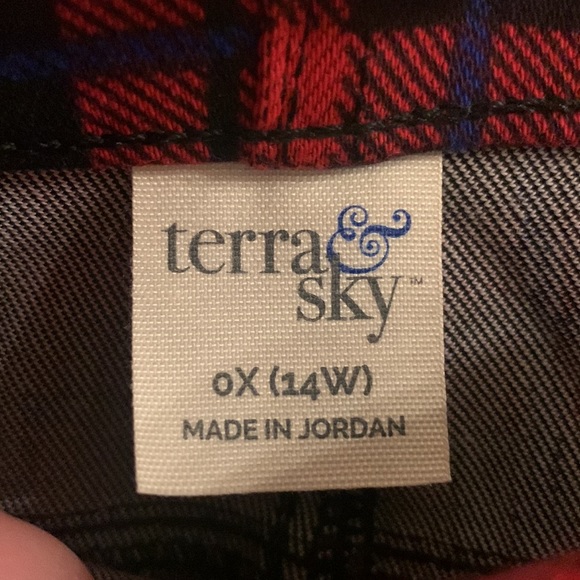 terra &
sky™
0X (14W)
MADE IN JORDAN